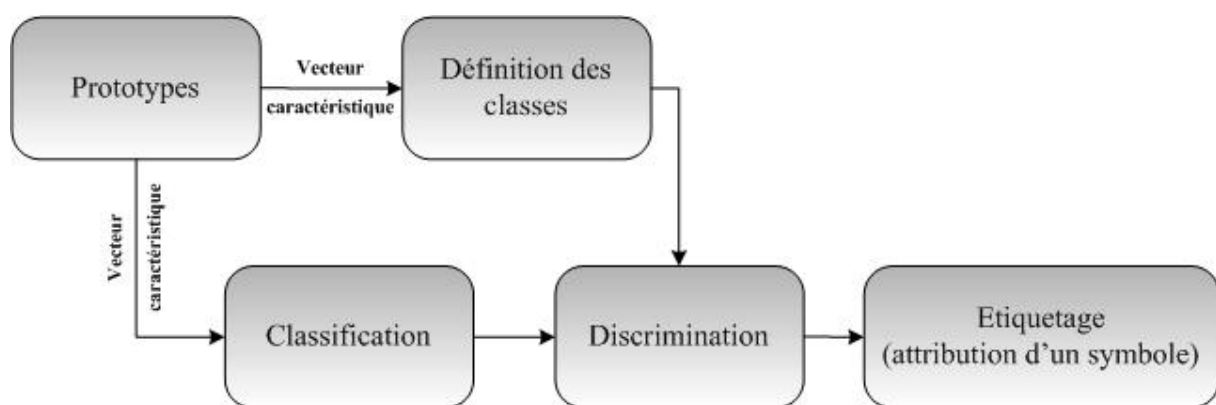 Prototypes
Vecteur
caractéristique
Définition des
classes
Vecteur
caractéristique
Classification
Discrimination
Etiquetage
(attribution d'un symbole)